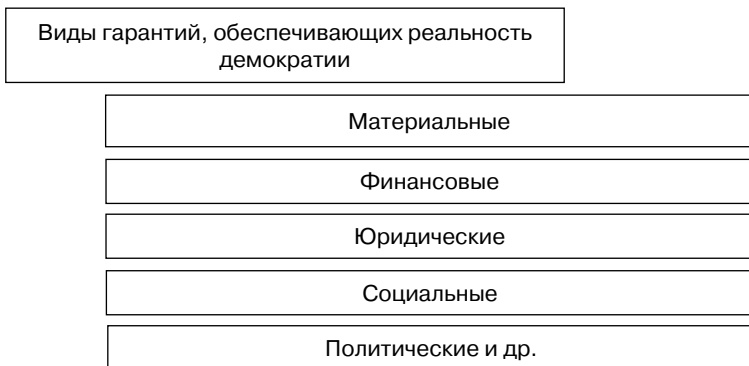 Виды гарантий, обеспечивающих реальность
демократии
Материальные
Финансовые
Юридические
Социальные
Политические и др.